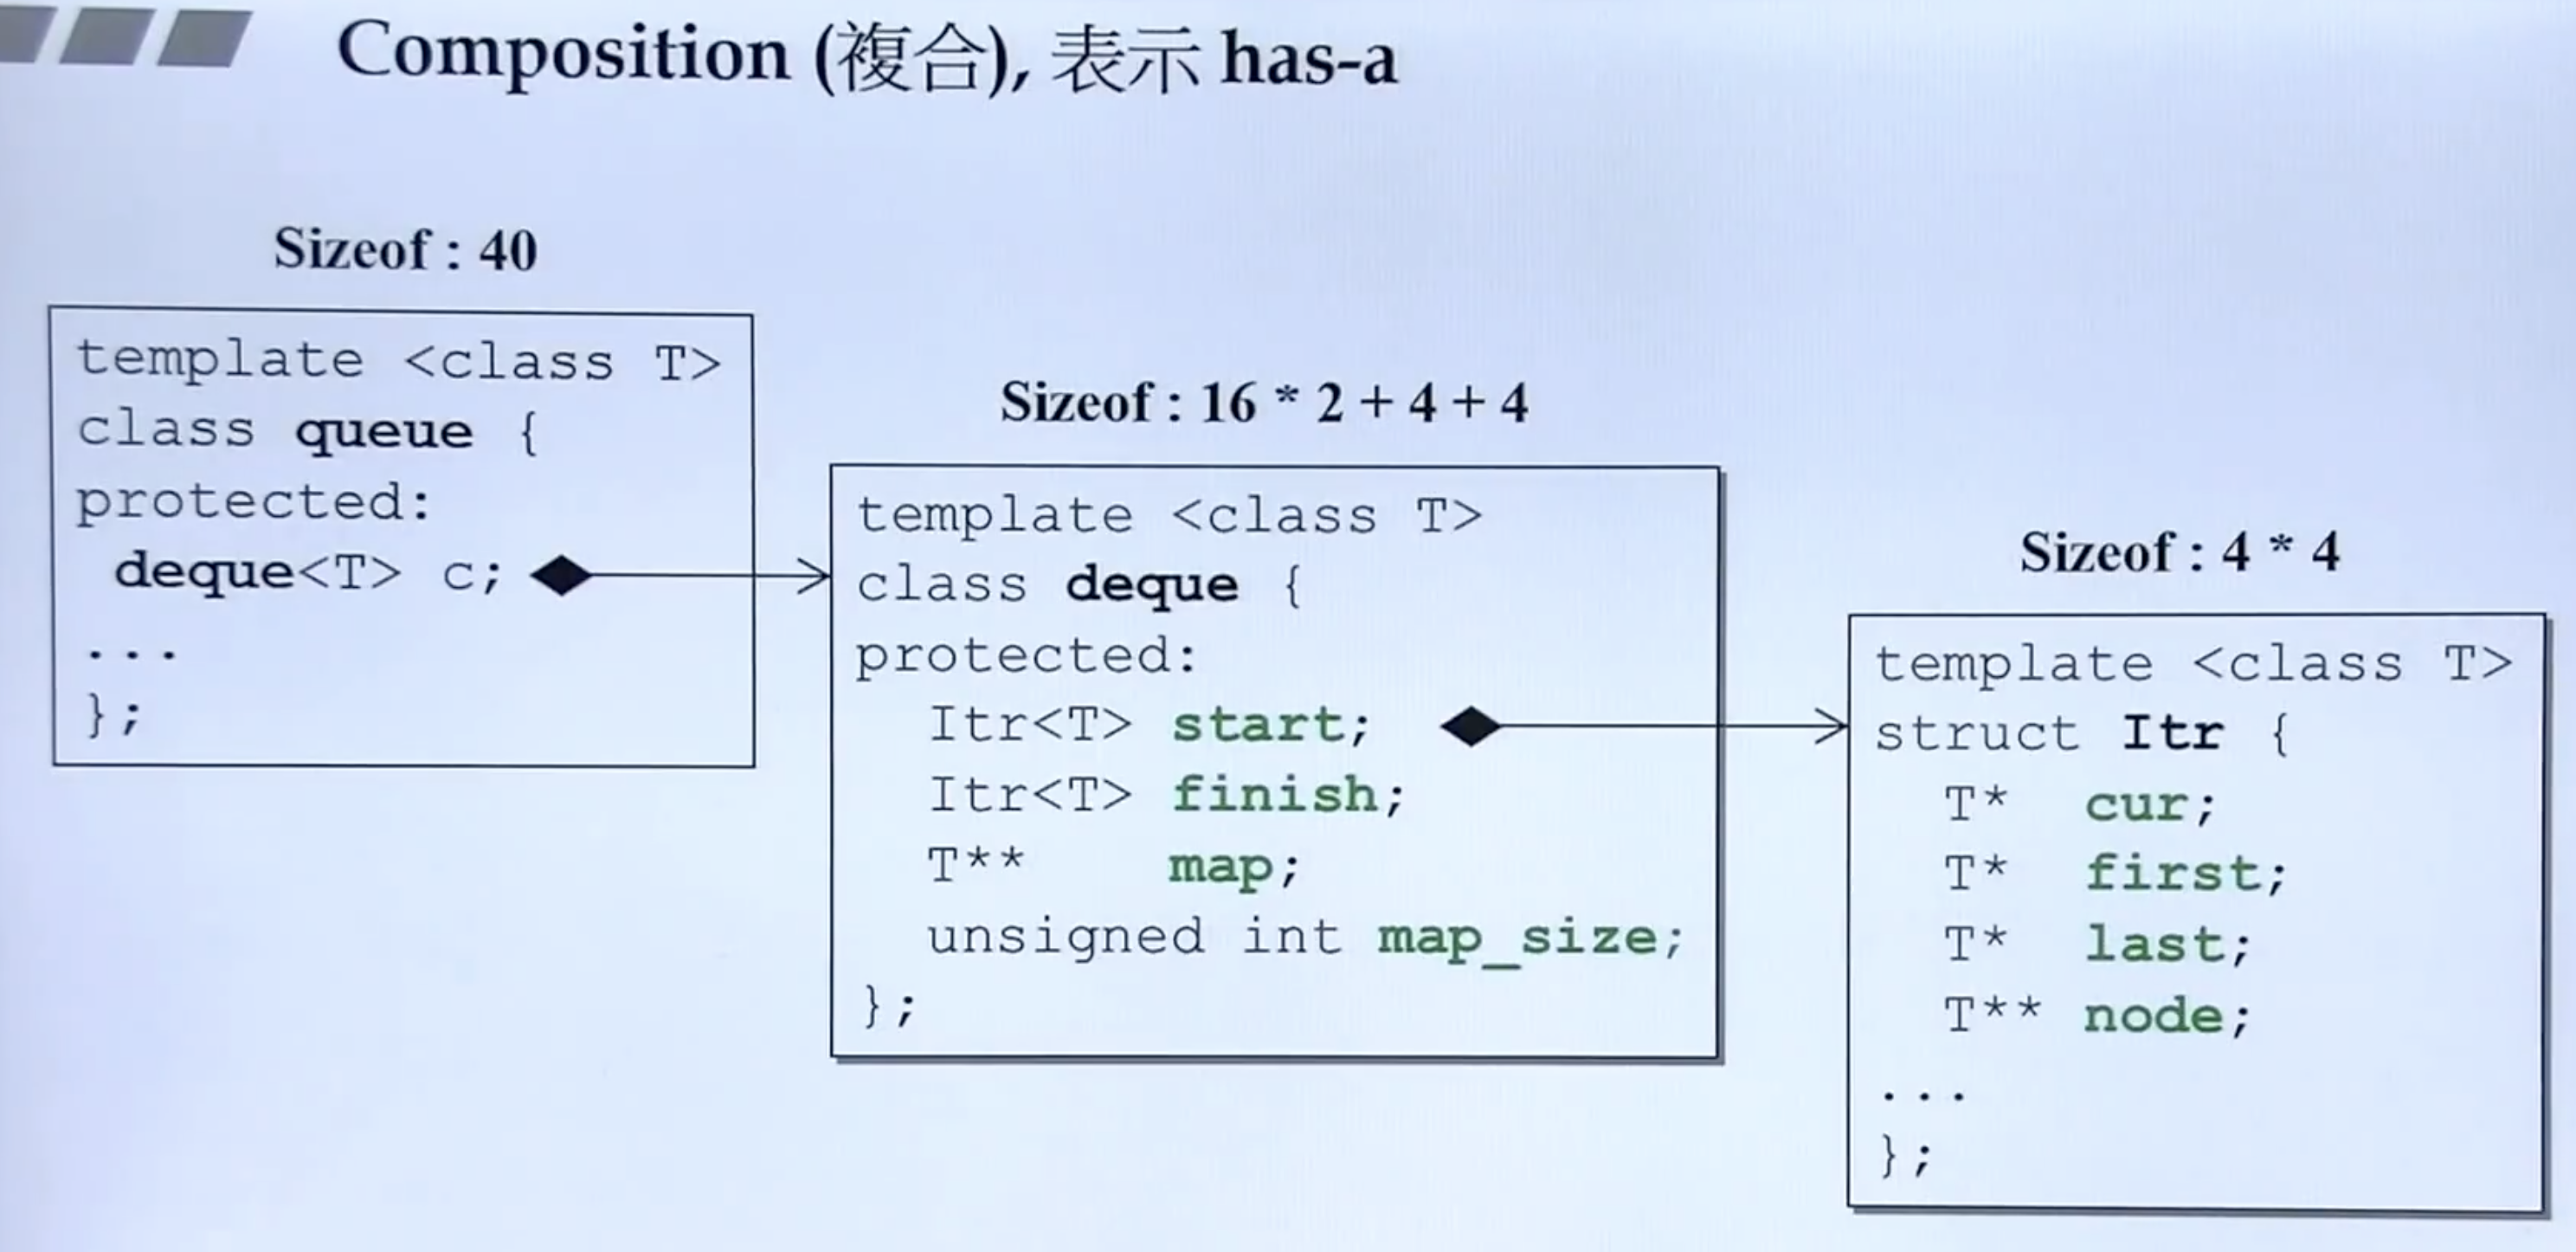 Composition (複合), 表示 has-a
Sizeof : 40
template <class T>
class queue {
protected:
deque<T> c;
...
};
Sizeof : 16 * 2 + 4 + 4
template <class T>
class deque {
protected:
Itr<T> start;
Itr<T> finish;
T** map;
unsigned int map_size;
};
Sizeof : 4 * 4
template <class T>
struct Itr {
T* cur;
T* first;
T* last;
T** node;
...
};